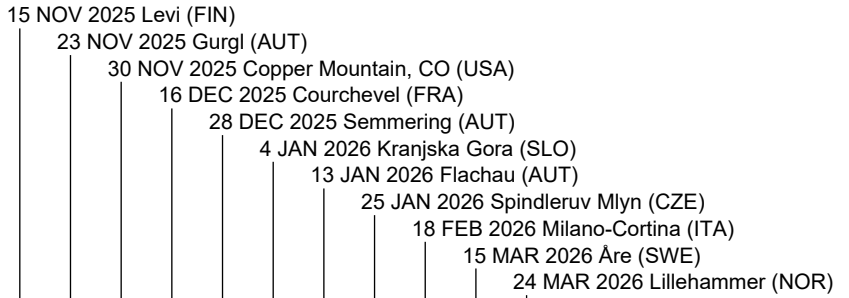 15 NOV 2025 Levi (FIN)
23 NOV 2025 Gurgl (AUT)
30 NOV 2025 Copper Mountain, CO (USA)
16 DEC 2025 Courchevel (FRA)
28 DEC 2025 Semmering (AUT)
4 JAN 2026 Kranjska Gora (SLO)
13 JAN 2026 Flachau (AUT)
25 JAN 2026 Spindleruv Mlyn (CZE)
18 FEB 2026 Milano-Cortina (ITA)
15 MAR 2026 Åre (SWE)
24 MAR 2026 Lillehammer (NOR)